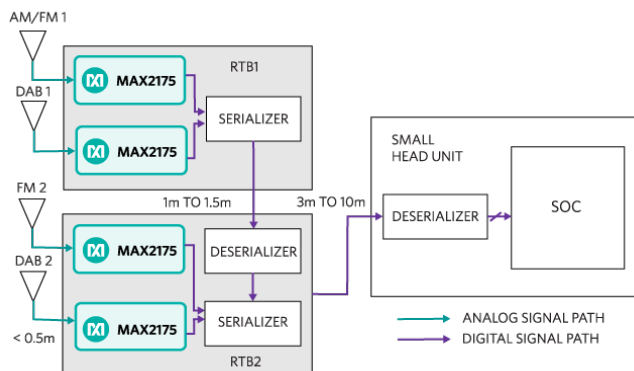 AM/FM 1
RTB1
MAX2175
DAB 1
SERIALIZER
MAX2175
SMALL
HEAD UNIT
FM 2
1m TO 1.5m
3m TO 10m
DESERIALIZER
SOC
MAX2175
DESERIALIZER
DAB 2
MAX2175
SERIALIZER
< 0.5m
RTB2
ANALOG SIGNAL PATH
DIGITAL SIGNAL PATH